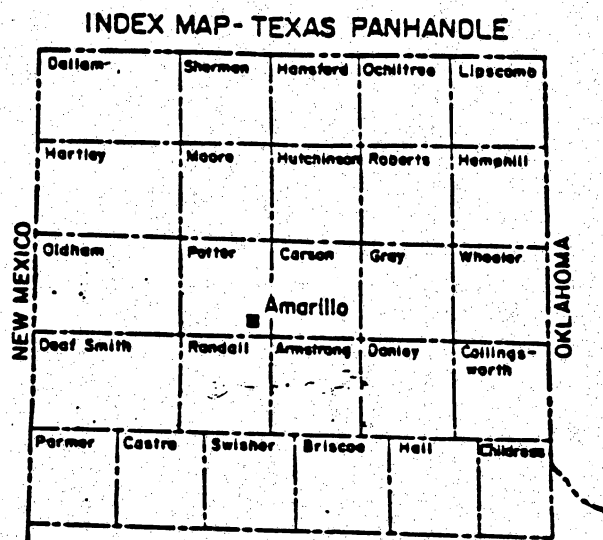 INDEX MAP- TEXAS PANHANDLE
Dallam
Sherman
Hansford
Ochiltree
Lipscomb
Hartley
Moore
Hutchinson
Roberts
Hemphill
NEW MEXICO
Oldham
Potter
Carson
Gray
Wheeler
OKLAHOMA
Amarillo
Deaf Smith
Randall
Armstrong
Donley
Collings-
worth
Parmer
Castro
Swisher
Briscoe
Hall
Childress